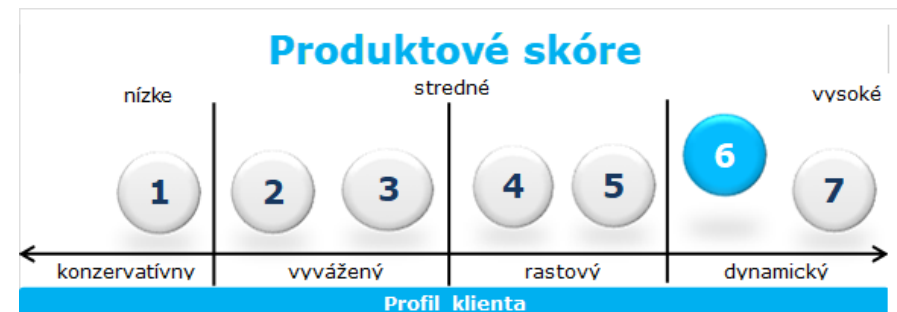 Produktové skóre
nízke stredné vysoké
1 2 3 4 5 6 7
konzervatívny vyvážený rastový dynamický
Profil klienta